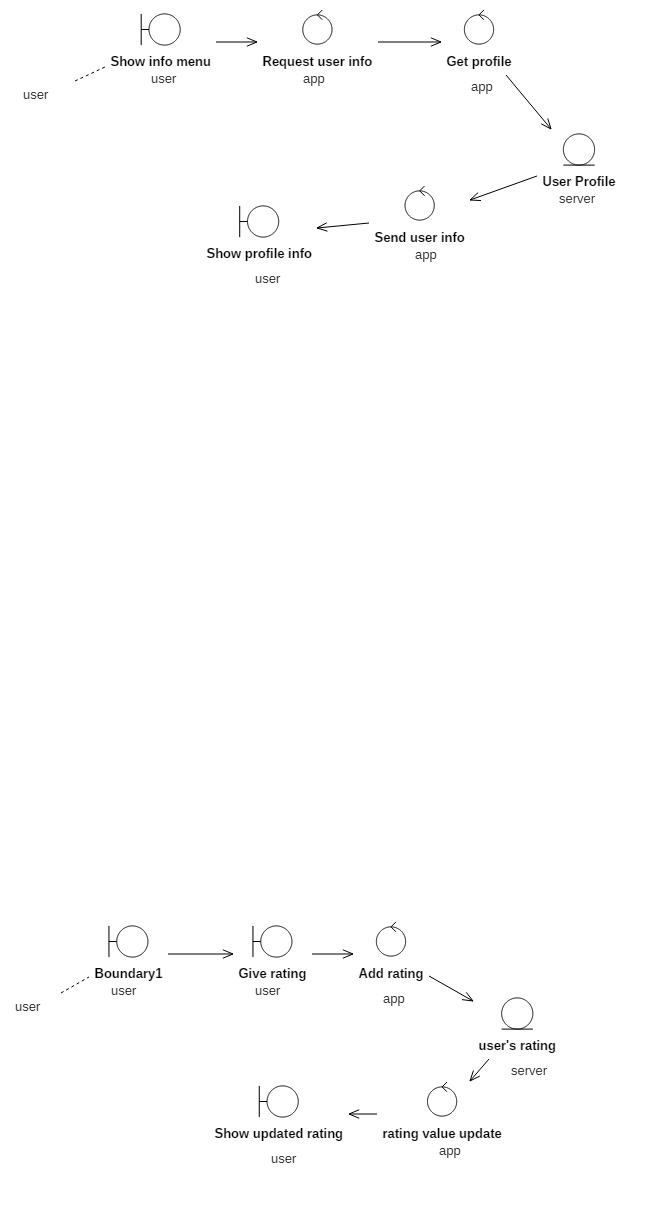 Show info menu
user
user
Request user info
app
Get profile
app
User Profile
server
Send user info
app
Show profile info
user
Boundary1
user
user
Give rating
user
Add rating
app
user's rating
server
rating value update
app
Show updated rating
user